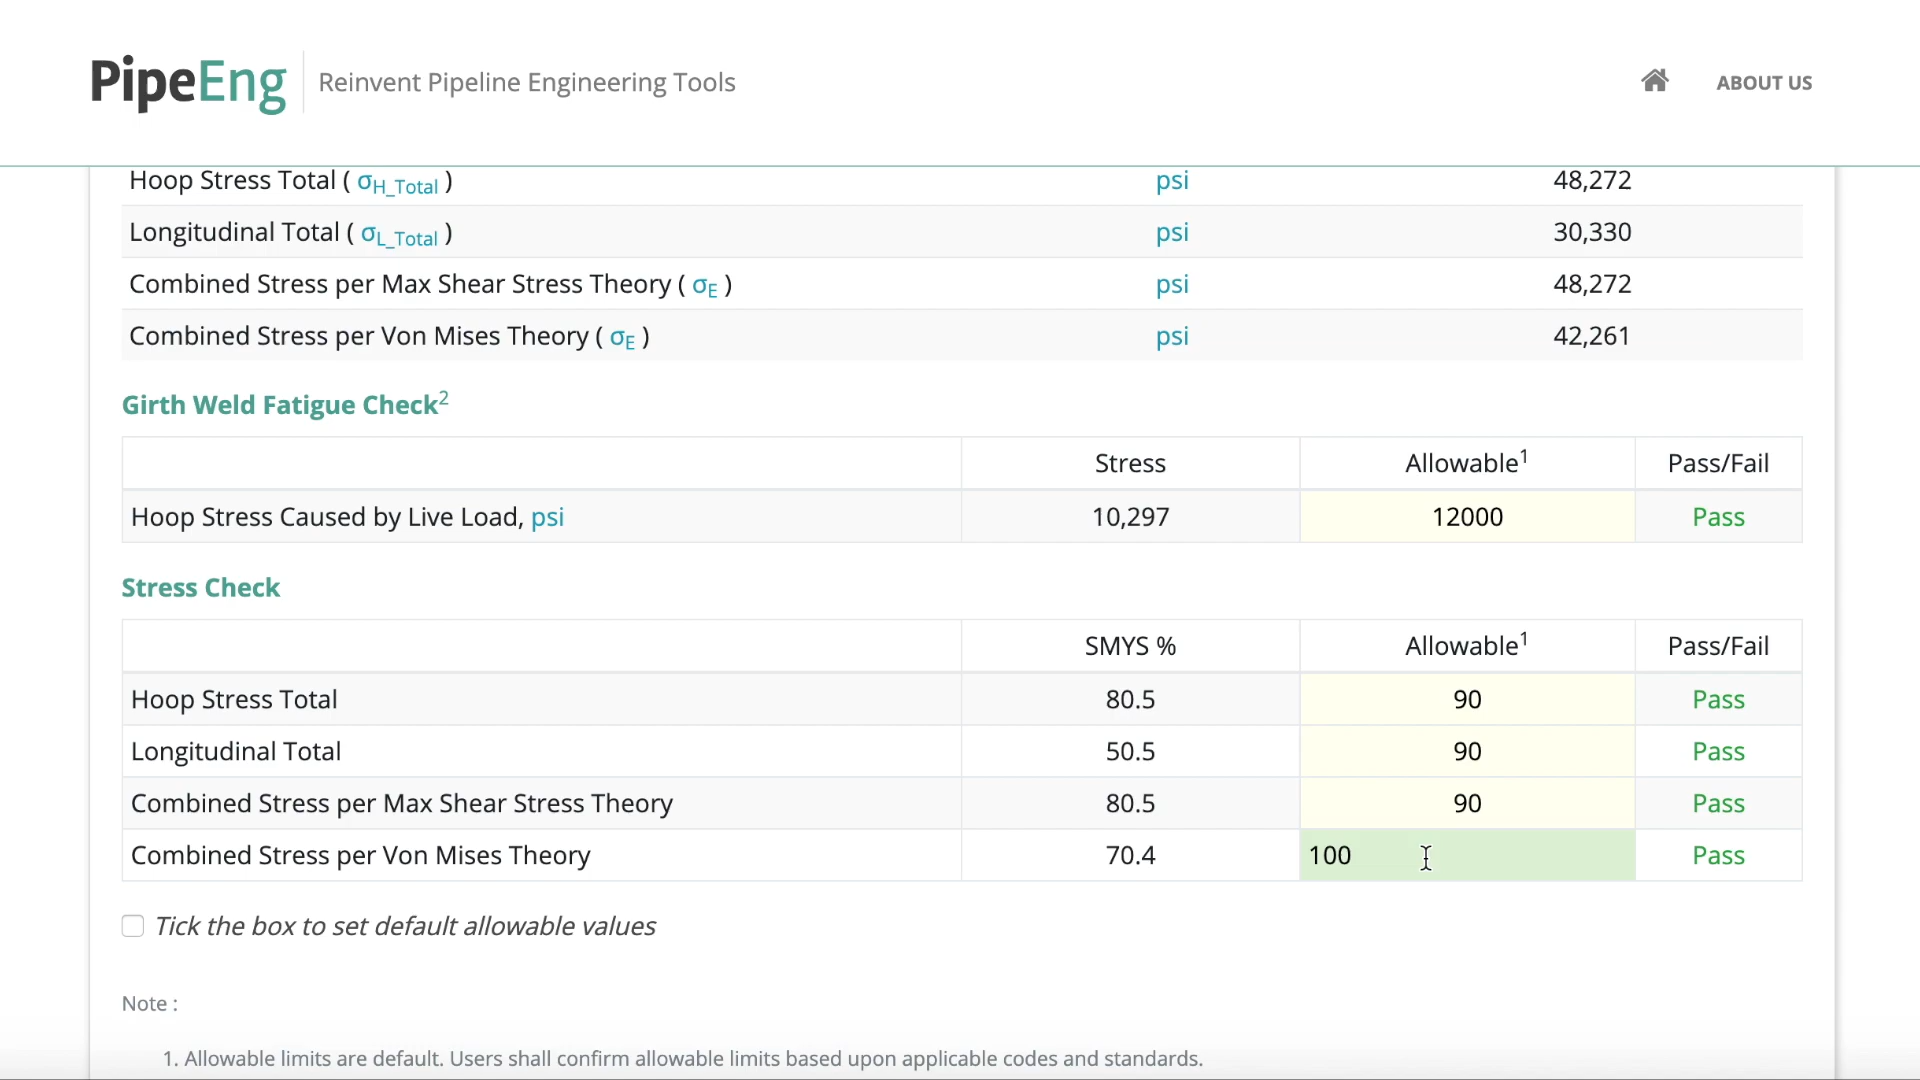 PipeEng Reinvent Pipeline Engineering Tools ABOUT US
Hoop Stress Total ( σH_Total ) psi 48,272
Longitudinal Total ( σL_Total ) psi 30,330
Combined Stress per Max Shear Stress Theory ( σE ) psi 48,272
Combined Stress per Von Mises Theory ( σE ) psi 42,261
Girth Weld Fatigue Check2
Stress Allowable1 Pass/Fail
Hoop Stress Caused by Live Load, psi 10,297 12000 Pass
Stress Check
SMYS % Allowable1 Pass/Fail
Hoop Stress Total 80.5 90 Pass
Longitudinal Total 50.5 90 Pass
Combined Stress per Max Shear Stress Theory 80.5 90 Pass
Combined Stress per Von Mises Theory 70.4 100 Pass
Tick the box to set default allowable values
Note :
1. Allowable limits are default. Users shall confirm allowable limits based upon applicable codes and standards.